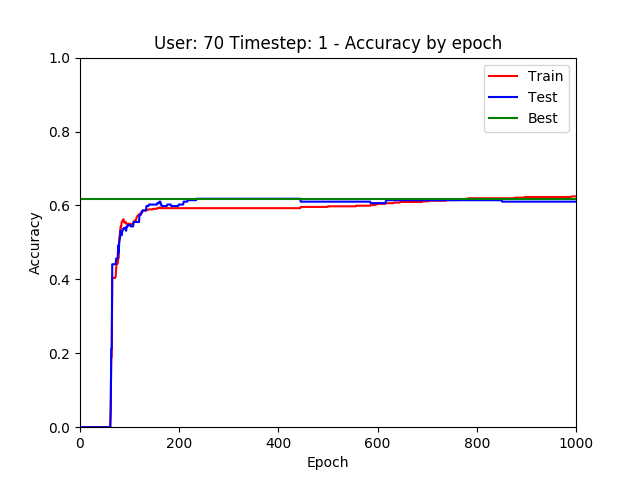 User: 70 Timestep: 1 - Accuracy by epoch
1.0
0.8
0.6
0.4
0.2
0.0
Accuracy
Train
Test
Best
0 200 400 600 800 1000
Epoch